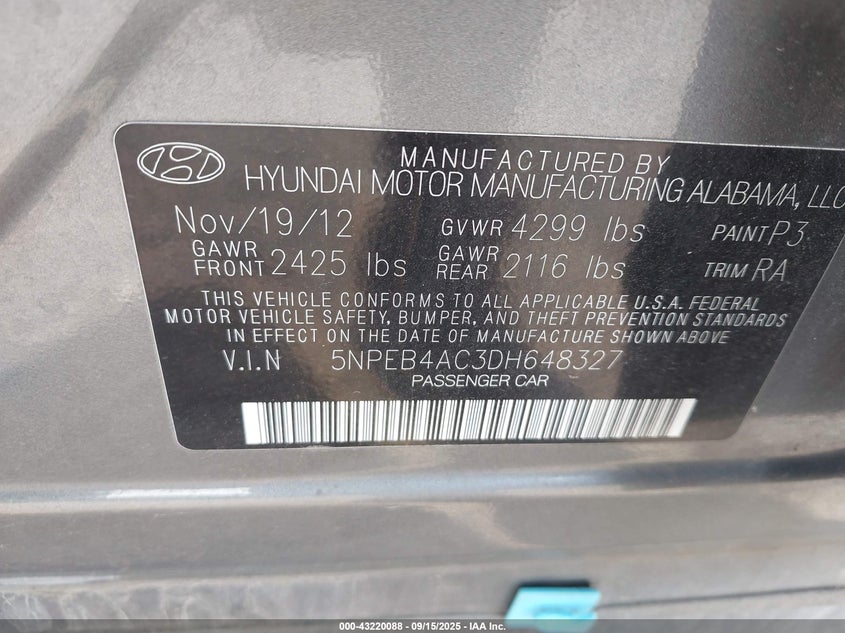 MANUFACTURED BY
HYUNDAI MOTOR MANUFACTURING ALABAMA, LLC
Nov/19/12 GVWR 4299 lbs PAINT P3
GAWR FRONT 2425 lbs GAWR REAR 2116 lbs TRIM RA
THIS VEHICLE CONFORMS TO ALL APPLICABLE U.S.A. FEDERAL
MOTOR VEHICLE SAFETY, BUMPER, AND THEFT PREVENTION STANDARDS
IN EFFECT ON THE DATE OF MANUFACTURE SHOWN ABOVE
V.I.N 5NPEB4AC3DH648327
PASSENGER CAR
000-43220088 - 09/15/2025 - IAA Inc.